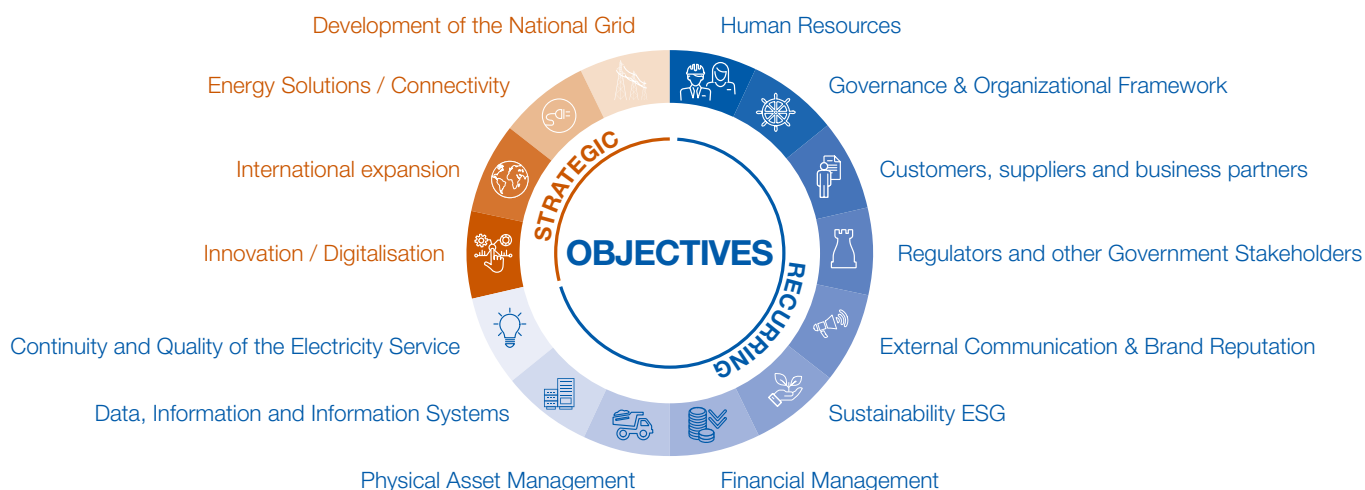 Development of the National Grid
Human Resources
Energy Solutions / Connectivity
Governance & Organizational Framework
International expansion
Customers, suppliers and business partners
STRATEGIC
Innovation / Digitalisation
OBJECTIVES
Regulators and other Government Stakeholders
RECURRING
Continuity and Quality of the Electricity Service
External Communication & Brand Reputation
Data, Information and Information Systems
Sustainability ESG
Physical Asset Management
Financial Management